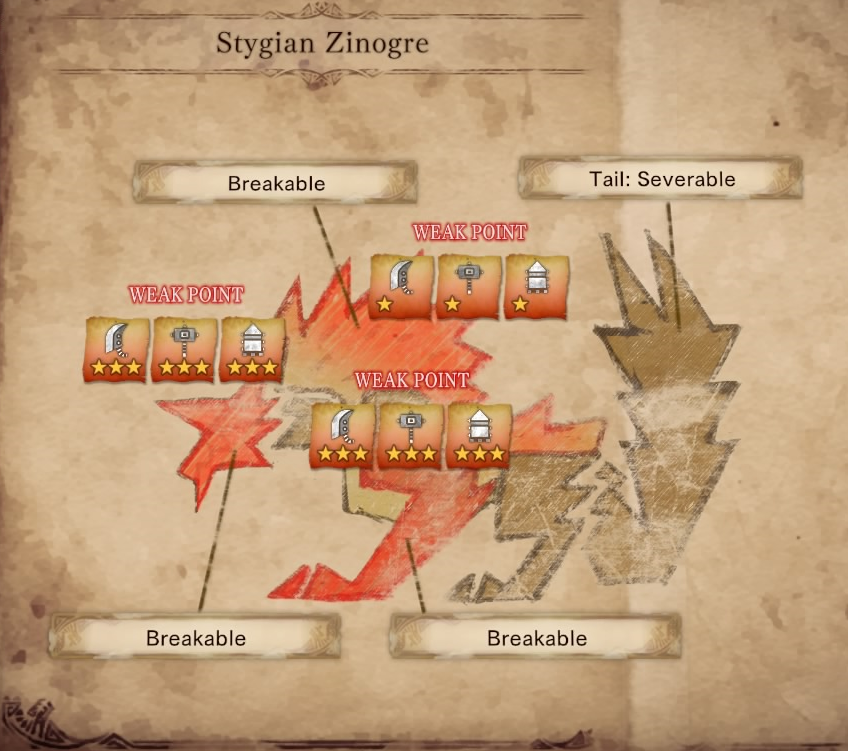 Stygian Zinogre
Breakable
Tail: Severable
WEAK POINT
WEAK POINT
WEAK POINT
Breakable
Breakable